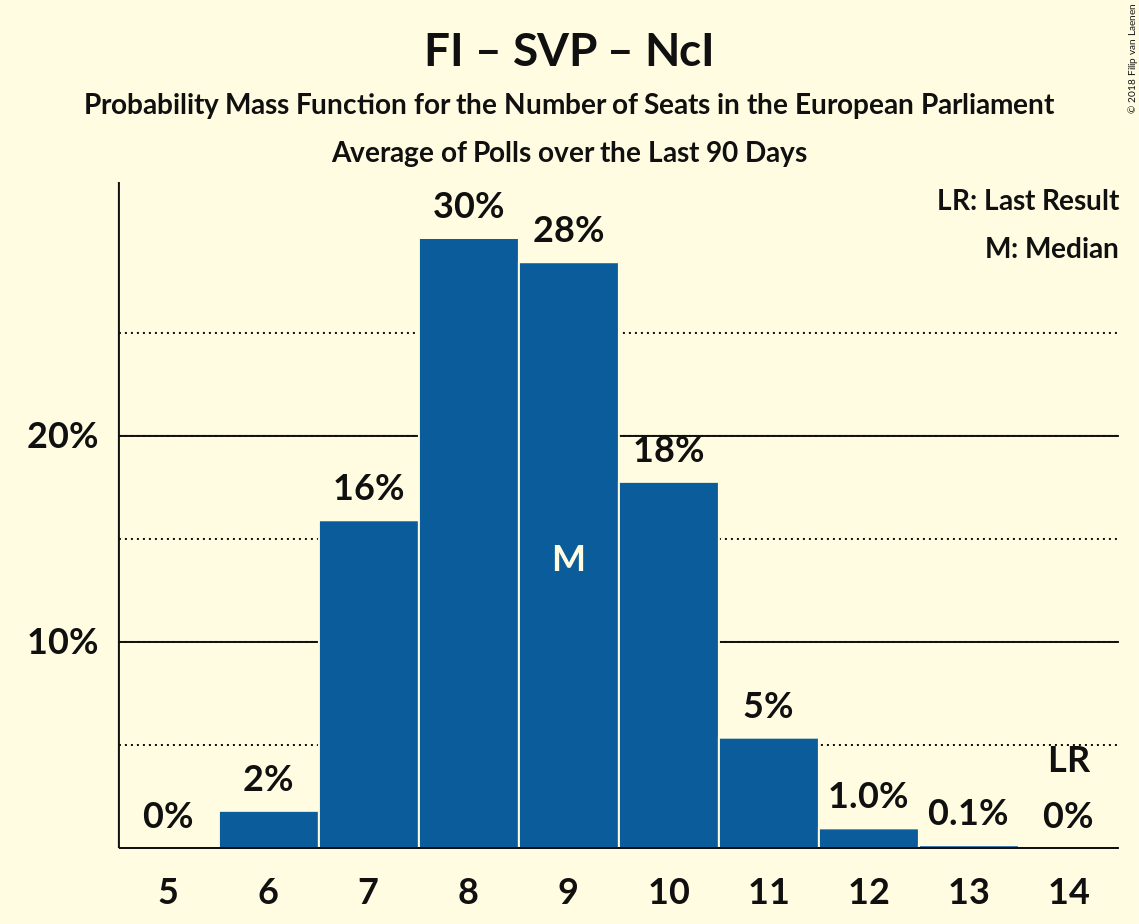 FI – SVP – NcI
Probability Mass Function for the Number of Seats in the European Parliament
Average of Polls over the Last 90 Days
© 2018 Filip van Laenen
LR: Last Result
M: Median
30%
28%
20%
18%
16%
M
10%
5%
LR
2%
1.0%
0%
0.1%
0%
5 6 7 8 9 10 11 12 13 14